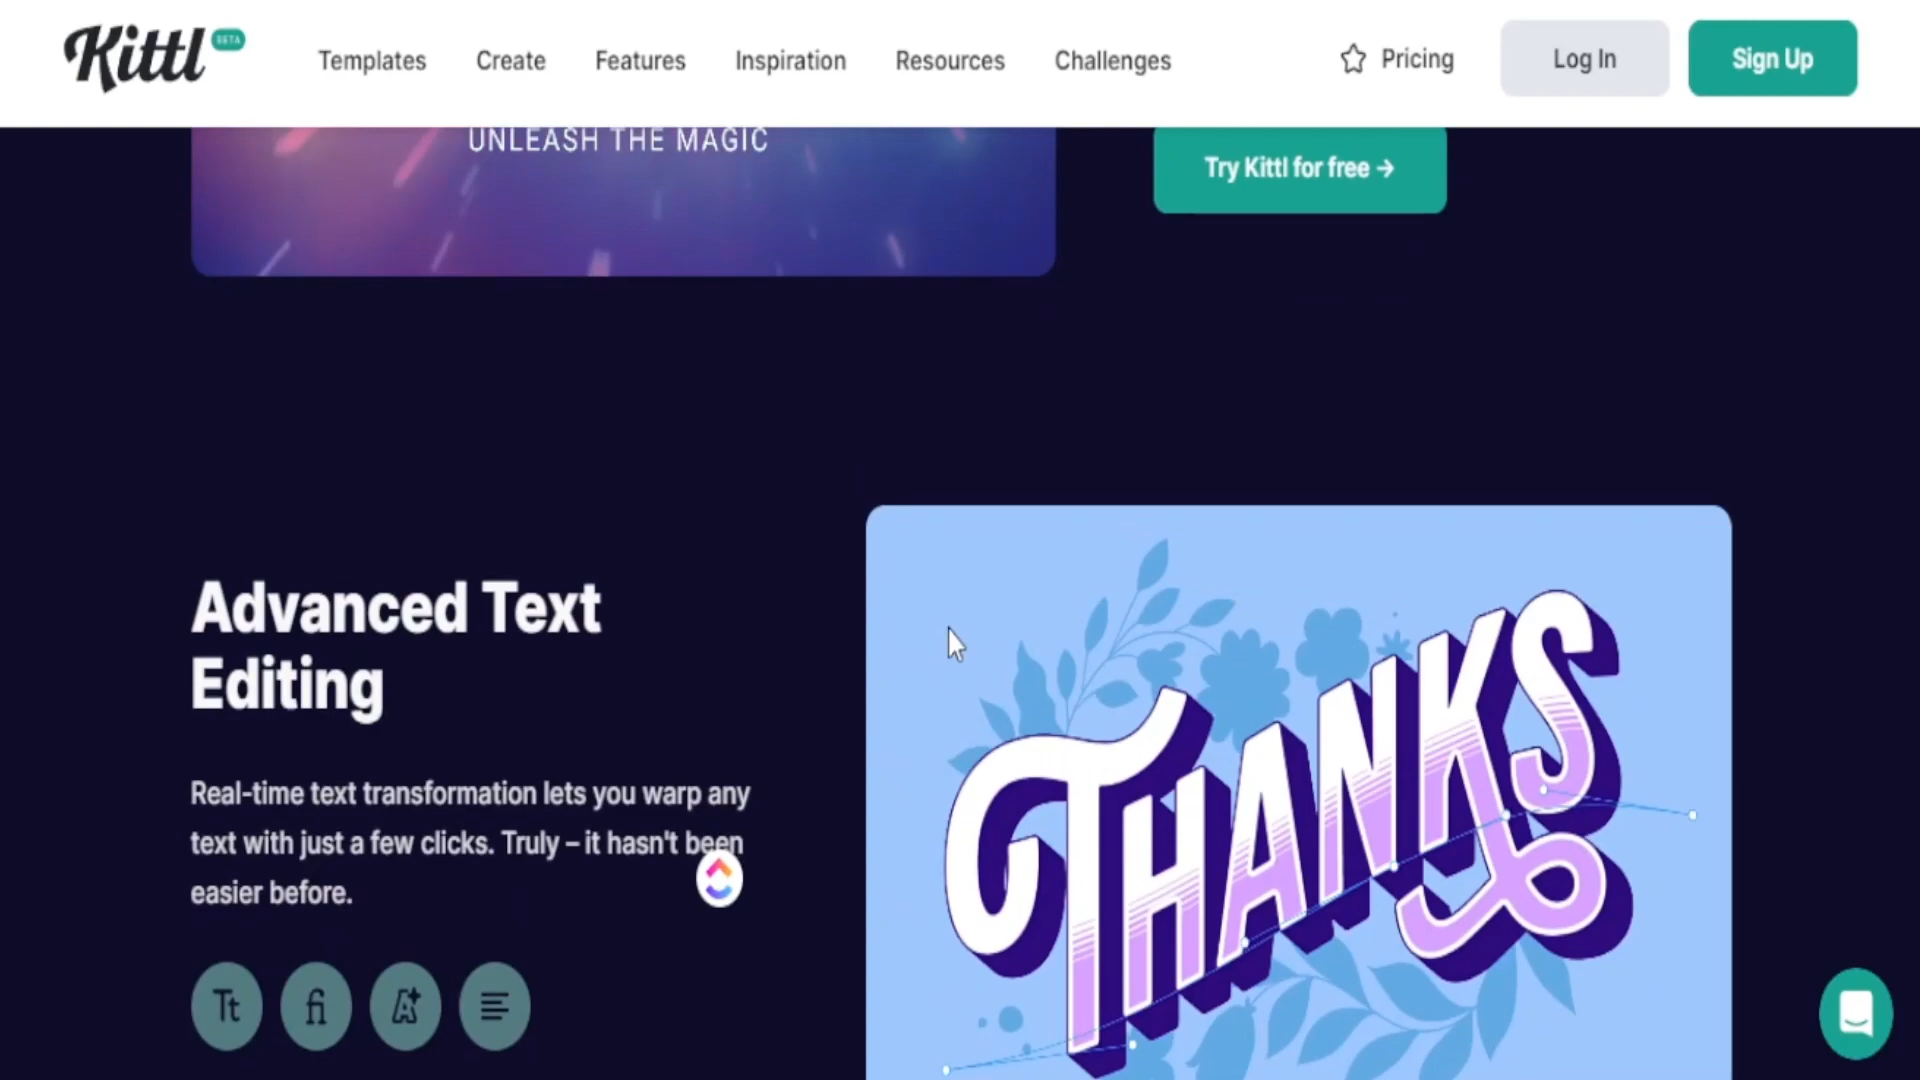 Kittl BETA
Templates Create Features Inspiration Resources Challenges Pricing Log In Sign Up
UNLEASH THE MAGIC
Try Kittl for free →
Advanced Text
Editing
Real-time text transformation lets you warp any
text with just a few clicks. Truly – it hasn't been
easier before.
Tt fi A
THANKS